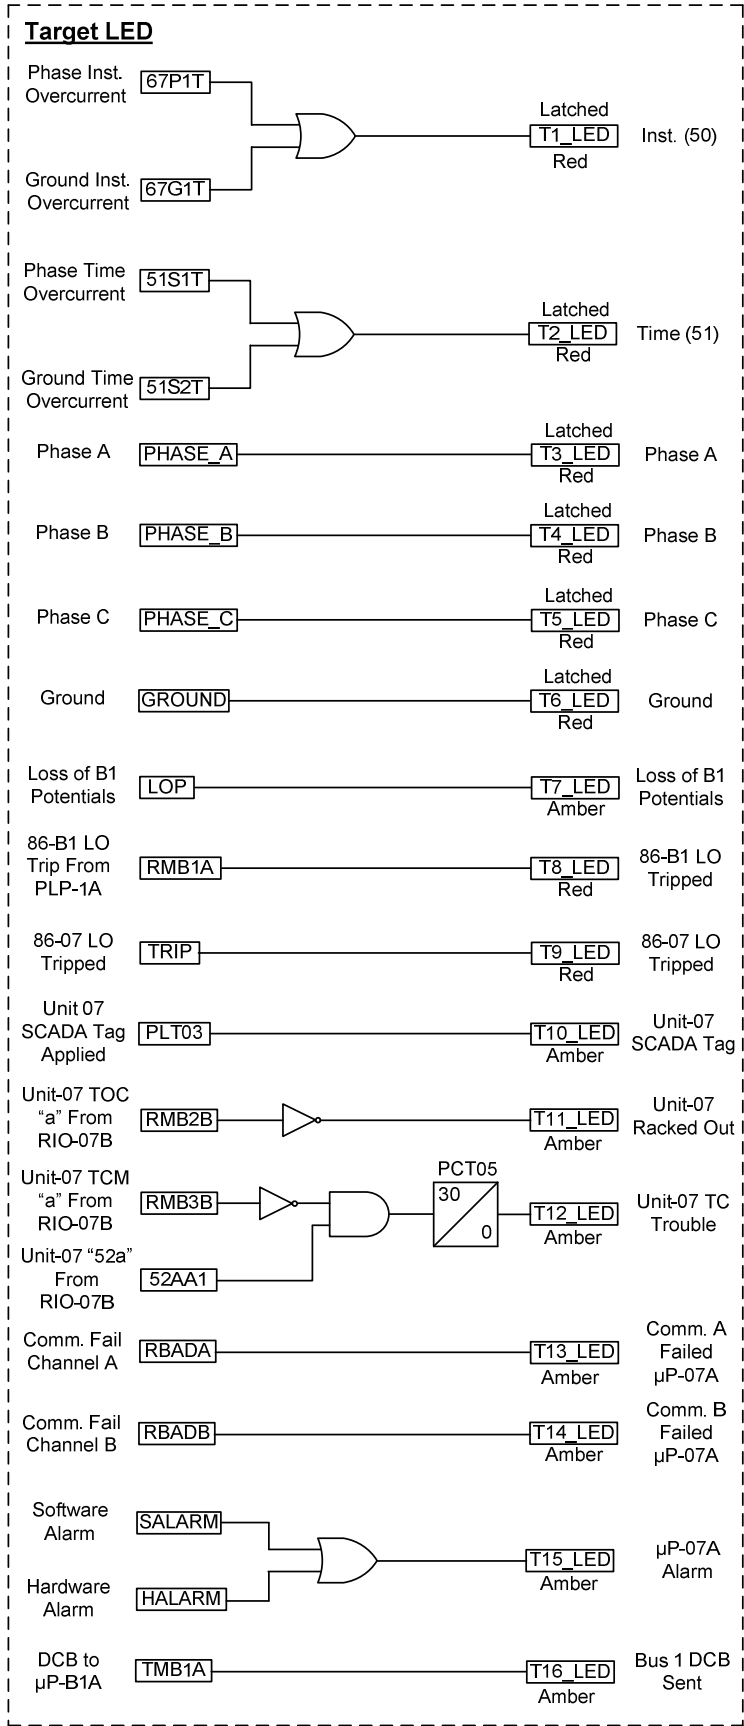 Target LED
Phase Inst.
Overcurrent
67P1T
Ground Inst.
Overcurrent
67G1T
Latched
T1_LED
Red
Inst. (50)
Phase Time
Overcurrent
51S1T
Ground Time
Overcurrent
51S2T
Latched
T2_LED
Red
Time (51)
Phase A
PHASE_A
Latched
T3_LED
Red
Phase A
Phase B
PHASE_B
Latched
T4_LED
Red
Phase B
Phase C
PHASE_C
Latched
T5_LED
Red
Phase C
Ground
GROUND
Latched
T6_LED
Red
Ground
Loss of B1
Potentials
LOP
T7_LED
Amber
Loss of B1
Potentials
86-B1 LO
Trip From
PLP-1A
RMB1A
T8_LED
Red
86-B1 LO
Tripped
86-07 LO
Tripped
TRIP
T9_LED
Red
86-07 LO
Tripped
Unit 07
SCADA Tag
Applied
PLT03
T10_LED
Amber
Unit-07
SCADA Tag
Unit-07 TOC
“a” From
RIO-07B
RMB2B
T11_LED
Amber
Unit-07
Racked Out
Unit-07 TCM
“a” From
RIO-07B
RMB3B
Unit-07 “52a”
From
RIO-07B
52AA1
PCT05
30
0
T12_LED
Amber
Unit-07 TC
Trouble
Comm. Fail
Channel A
RBADA
T13_LED
Amber
Comm. A
Failed
µP-07A
Comm. Fail
Channel B
RBADB
T14_LED
Amber
Comm. B
Failed
µP-07A
Software
Alarm
SALARM
Hardware
Alarm
HALARM
T15_LED
Amber
µP-07A
Alarm
DCB to
µP-B1A
TMB1A
T16_LED
Amber
Bus 1 DCB
Sent